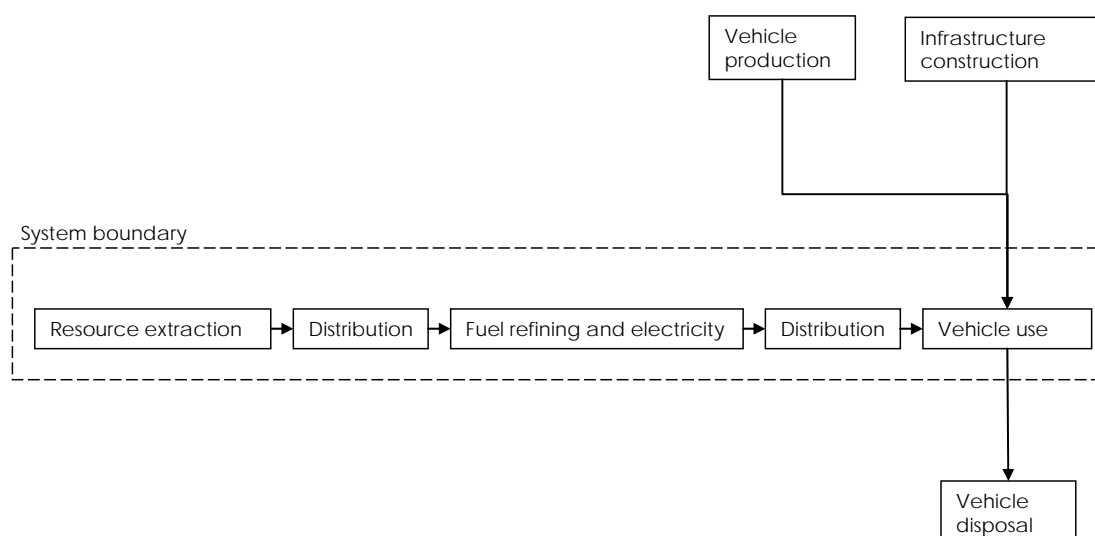 Vehicle
production
Infrastructure
construction
System boundary
Resource extraction
Distribution
Fuel refining and electricity
Distribution
Vehicle use
Vehicle
disposal